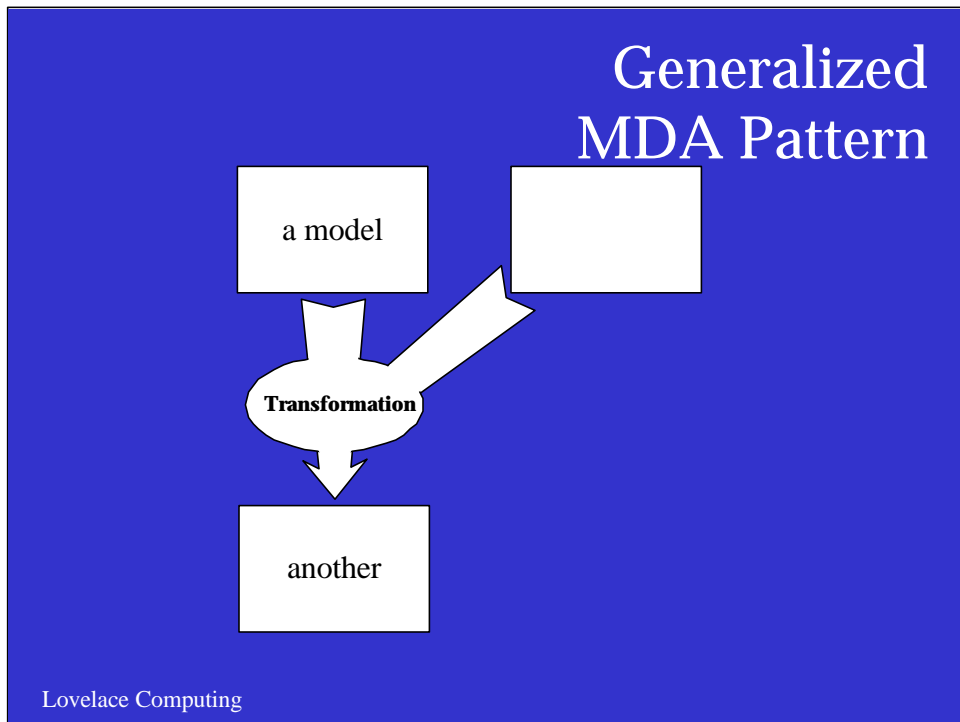 Generalized
MDA Pattern
a model
Transformation
another
Lovelace Computing